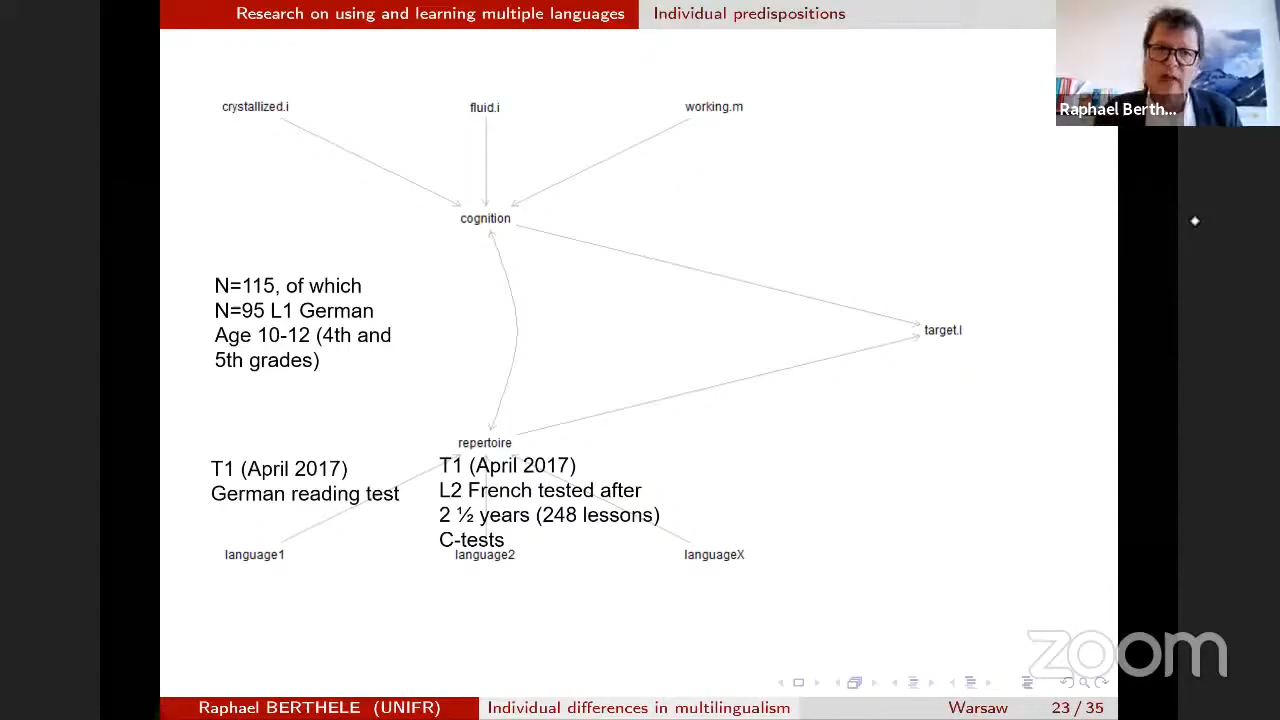 Research on using and learning multiple languages
Individual predispositions
Raphael Berth...
crystallized.i
fluid.i
working.m
cognition
N=115, of which
N=95 L1 German
Age 10-12 (4th and
5th grades)
target.l
repertoire
T1 (April 2017)
German reading test
T1 (April 2017)
L2 French tested after
2 ½ years (248 lessons)
C-tests
language1
language2
languageX
zoom
Raphael BERTHELE (UNIFR)
Individual differences in multilingualism
Warsaw
23 / 35